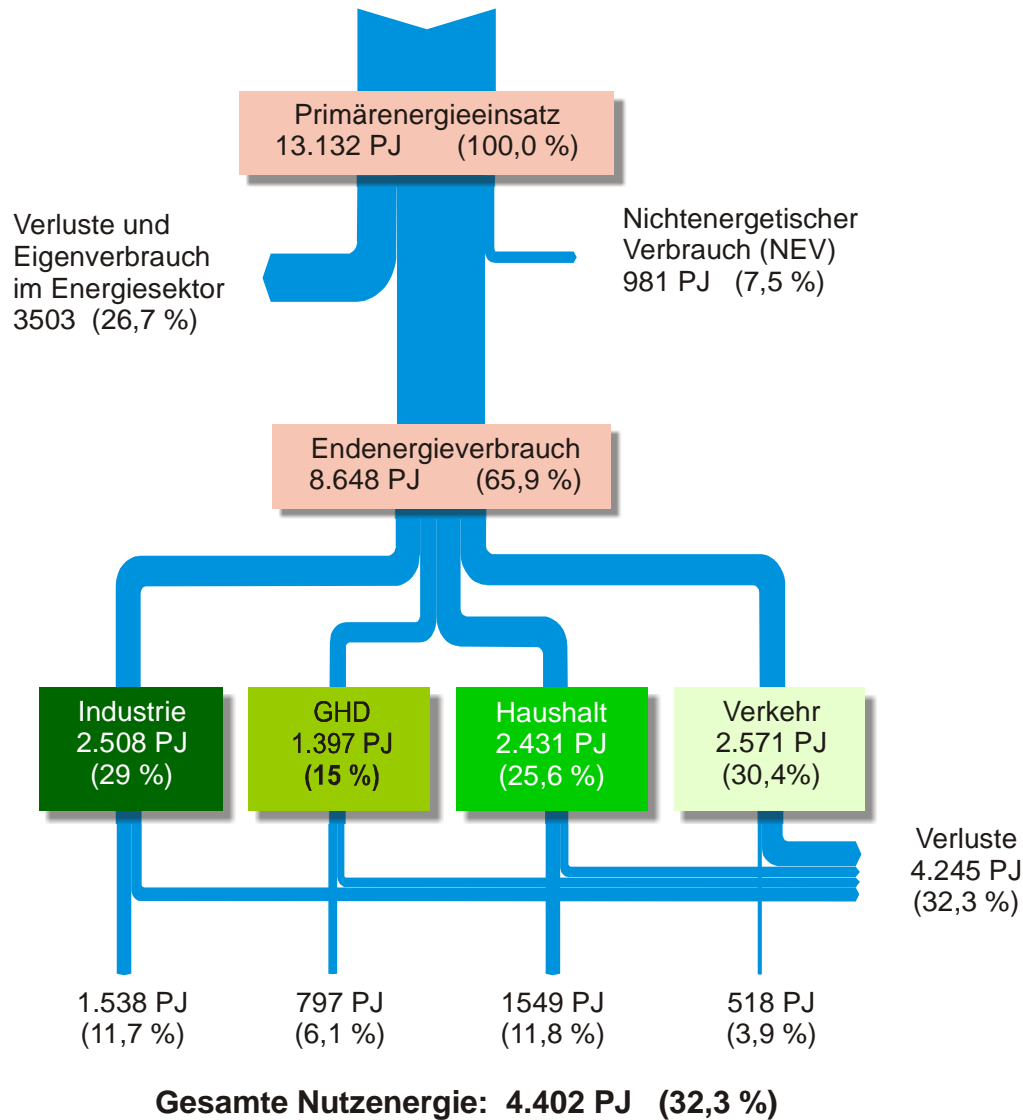 Primärenergieeinsatz
13.132 PJ (100,0 %)
Verluste und
Eigenverbrauch
im Energiesektor
3503 (26,7 %)
Nichtenergetischer
Verbrauch (NEV)
981 PJ (7,5 %)
Endenergieverbrauch
8.648 PJ (65,9 %)
Industrie
2.508 PJ
(29 %)
GHD
1.397 PJ
(15 %)
Haushalt
2.431 PJ
(25,6 %)
Verkehr
2.571 PJ
(30,4%)
Verluste
4.245 PJ
(32,3 %)
1.538 PJ
(11,7 %)
797 PJ
(6,1 %)
1549 PJ
(11,8 %)
518 PJ
(3,9 %)
Gesamte Nutzenergie: 4.402 PJ (32,3 %)